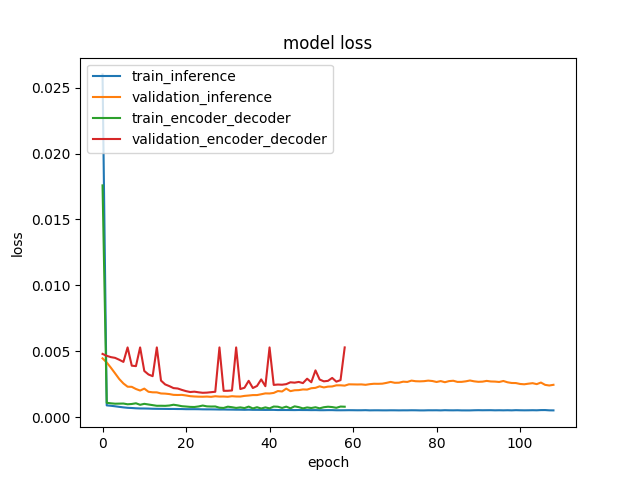 model loss
train_inference
validation_inference
train_encoder_decoder
validation_encoder_decoder
loss
0.025
0.020
0.015
0.010
0.005
0.000
0 20 40 60 80 100
epoch